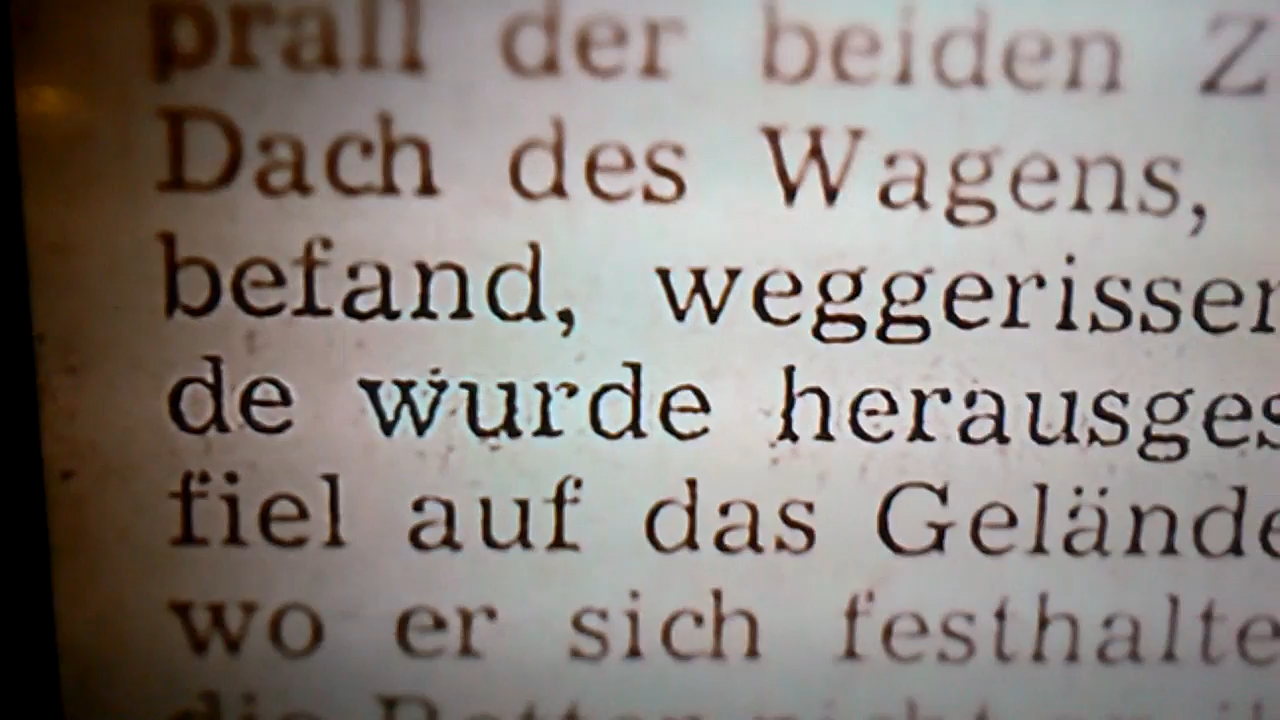 prall der beiden Z
Dach des Wagens,
befand, weggerissen
de wurde herausges
fiel auf das Gelände
wo er sich festhalte